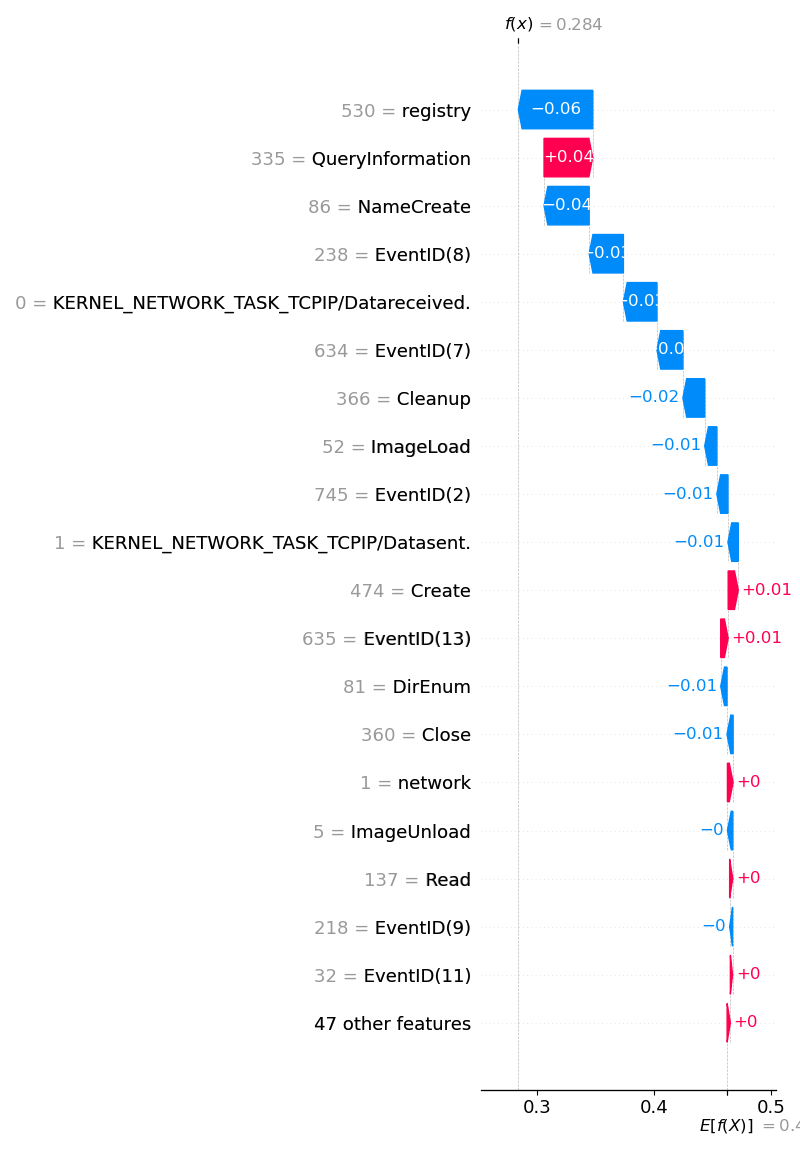 f(x) = 0.284
530 = registry
−0.06
335 = QueryInformation
+0.04
86 = NameCreate
−0.04
238 = EventID(8)
0 = KERNEL_NETWORK_TASK_TCPIP/Datareceived.
634 = EventID(7)
366 = Cleanup
−0.02
52 = ImageLoad
−0.01
745 = EventID(2)
−0.01
1 = KERNEL_NETWORK_TASK_TCPIP/Datasent.
−0.01
474 = Create
+0.01
635 = EventID(13)
+0.01
81 = DirEnum
−0.01
360 = Close
−0.01
1 = network
+0
5 = ImageUnload
−0
137 = Read
+0
218 = EventID(9)
−0
32 = EventID(11)
+0
47 other features
+0
0.3 0.4 0.5
E[f(X)] =